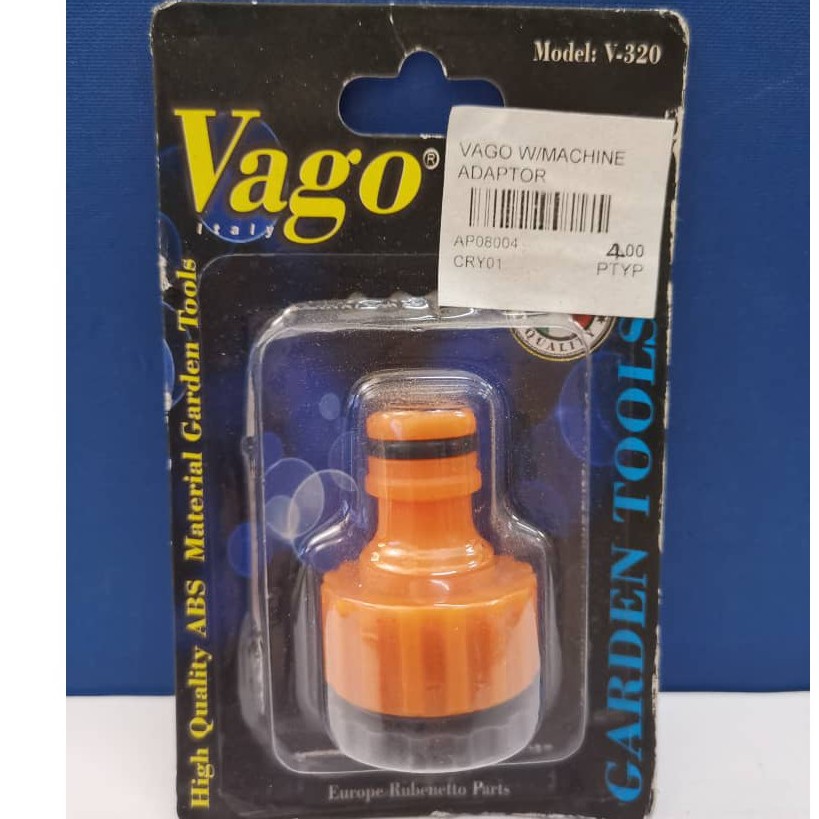 Model: V-320
Vago®
Italy
VAGO W/MACHINE
ADAPTOR
AP08004
4.00
CRY01
PTYP
QUALITY
High Quality ABS Material Garden Tools
GARDEN TOOLS
Europe Rubenetto Parts